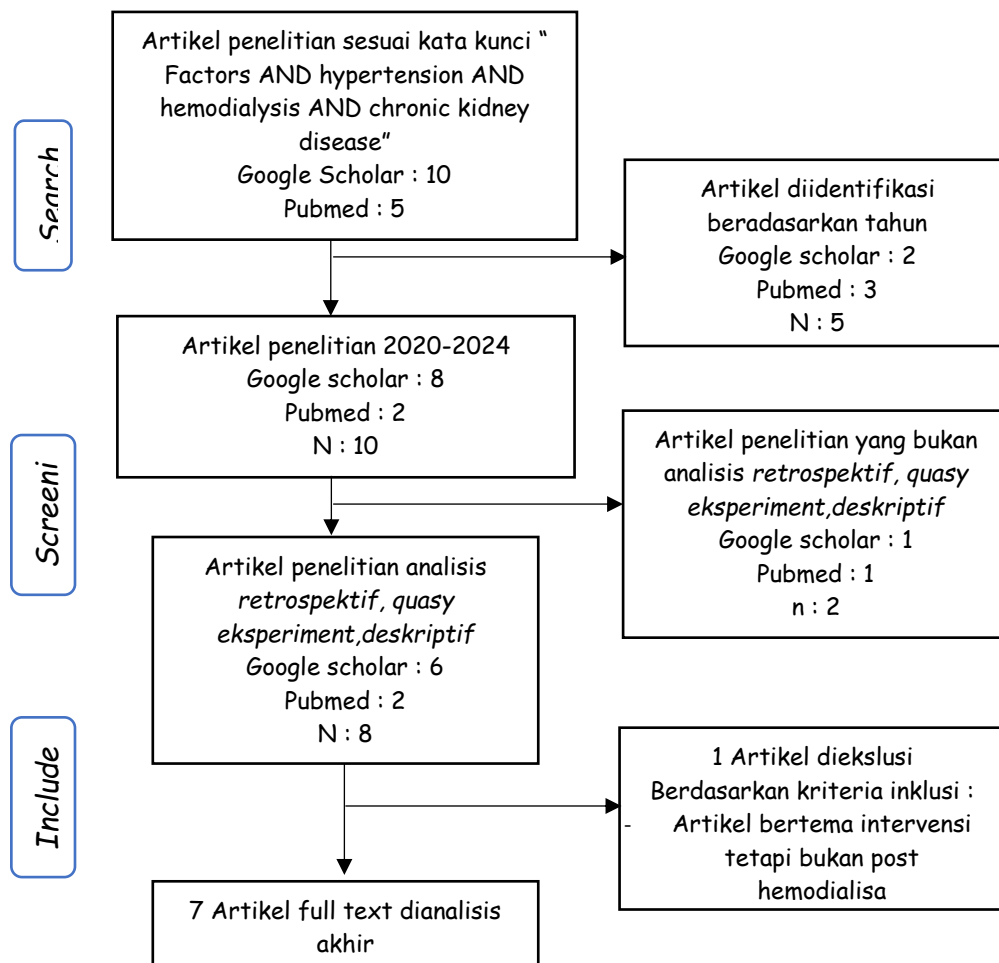 Artikel penelitian sesuai kata kunci “
Factors AND hypertension AND
hemodialysis AND chronic kidney
disease”
Google Scholar : 10
Pubmed : 5
Search
Artikel diidentifikasi
beradasarkan tahun
Google scholar : 2
Pubmed : 3
N : 5
Artikel penelitian 2020-2024
Google scholar : 8
Pubmed : 2
N : 10
Screeni
Artikel penelitian yang bukan
analisis retrospektif, quasy
eksperiment,deskriptif
Google scholar : 1
Pubmed : 1
n : 2
Artikel penelitian analisis
retrospektif, quasy
eksperiment,deskriptif
Google scholar : 6
Pubmed : 2
N : 8
Include
1 Artikel diekslusi
Berdasarkan kriteria inklusi :
- Artikel bertema intervensi
tetapi bukan post
hemodialisa
7 Artikel full text dianalisis
akhir